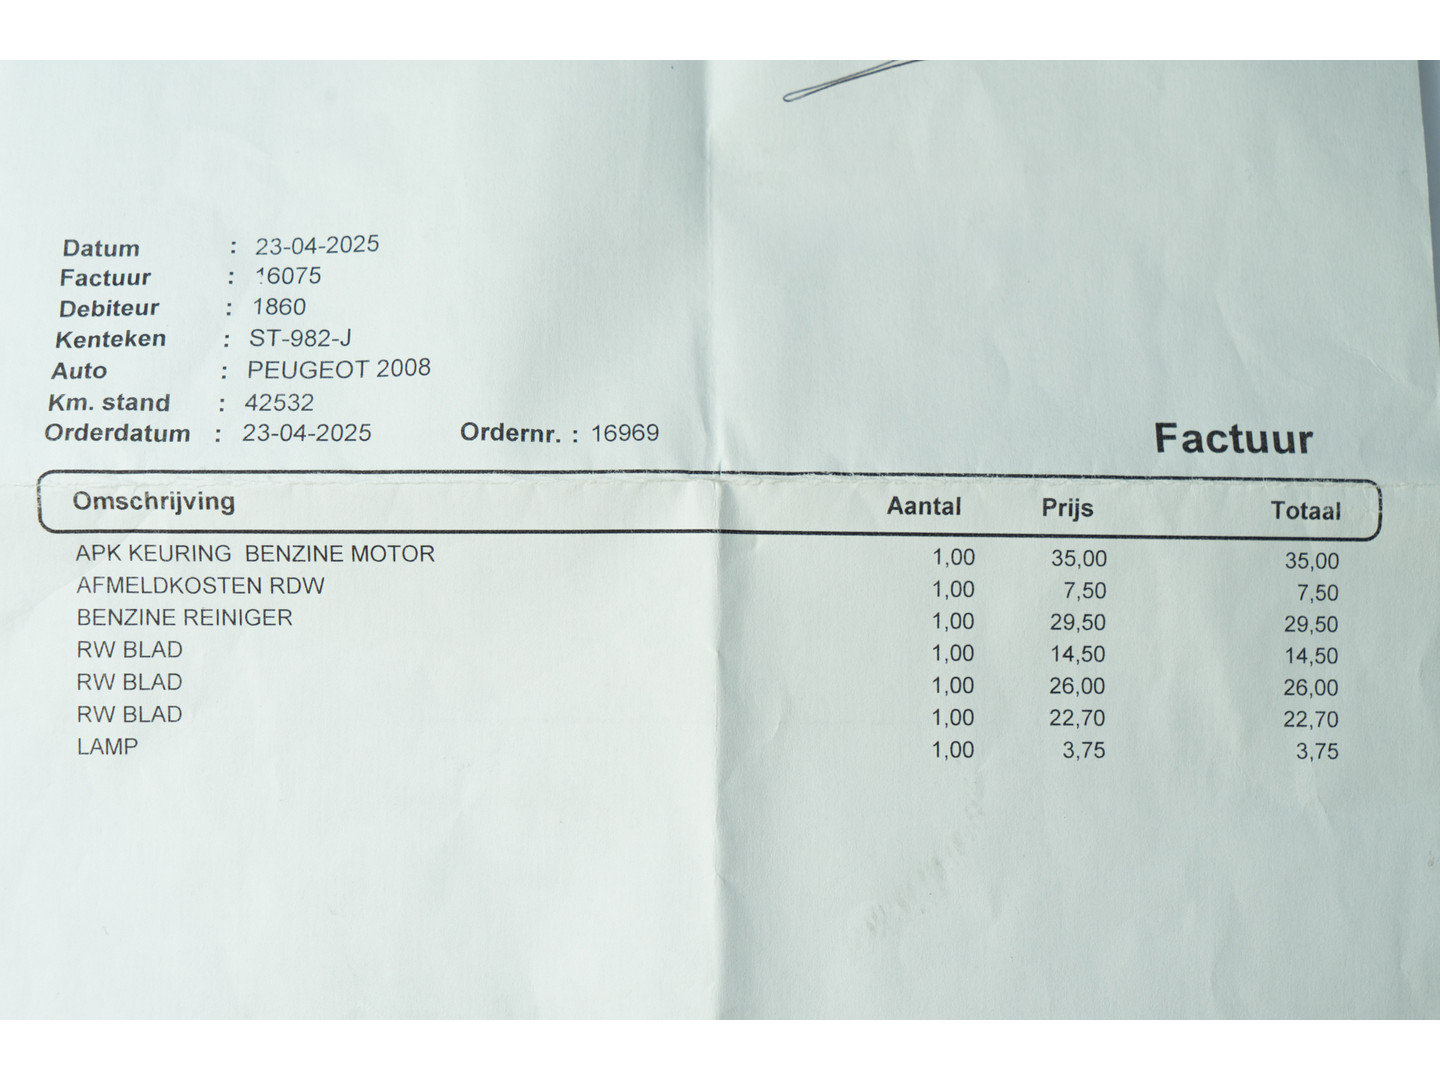 Datum : 23-04-2025
Factuur : 16075
Debiteur : 1860
Kenteken : ST-982-J
Auto : PEUGEOT 2008
Km. stand : 42532
Orderdatum : 23-04-2025 Ordernr. : 16969
Factuur
Omschrijving Aantal Prijs Totaal
APK KEURING BENZINE MOTOR 1,00 35,00 35,00
AFMELDKOSTEN RDW 1,00 7,50 7,50
BENZINE REINIGER 1,00 29,50 29,50
RW BLAD 1,00 14,50 14,50
RW BLAD 1,00 26,00 26,00
RW BLAD 1,00 22,70 22,70
LAMP 1,00 3,75 3,75